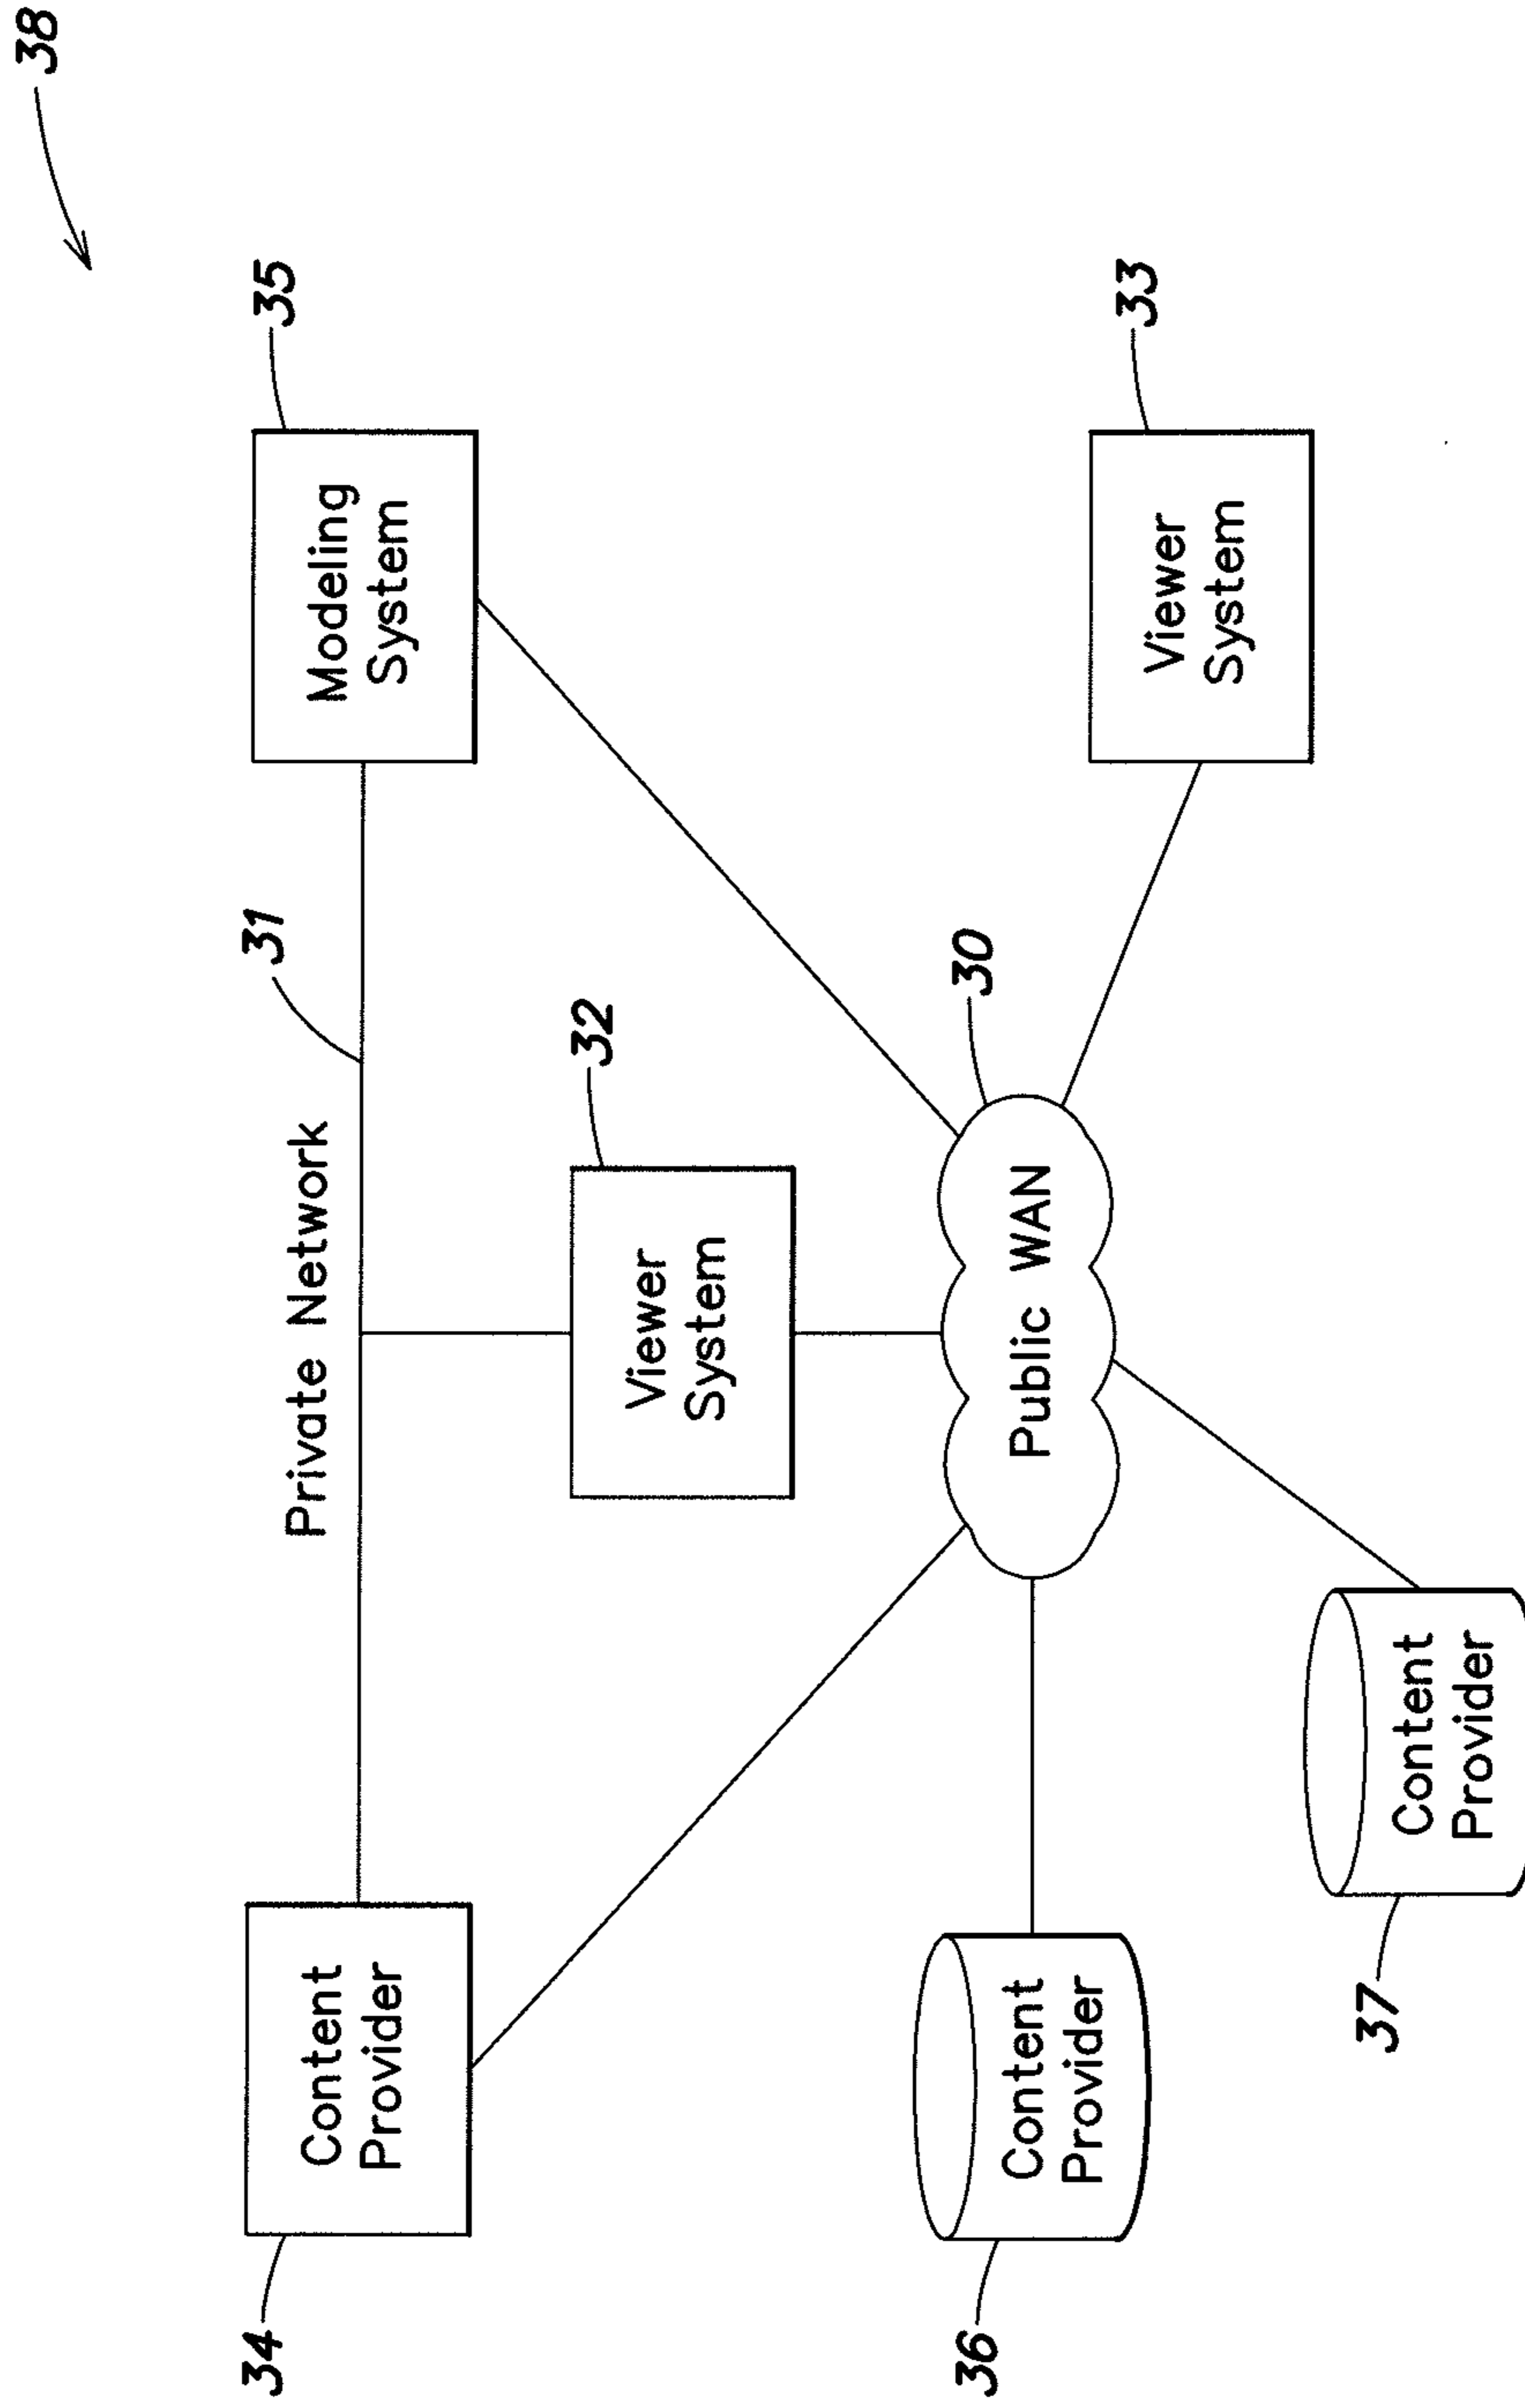 38
34
Content
Provider
Private Network
31
35
Modeling
System
32
Viewer
System
30
Public WAN
36
Content
Provider
33
Viewer
System
37
Content
Provider